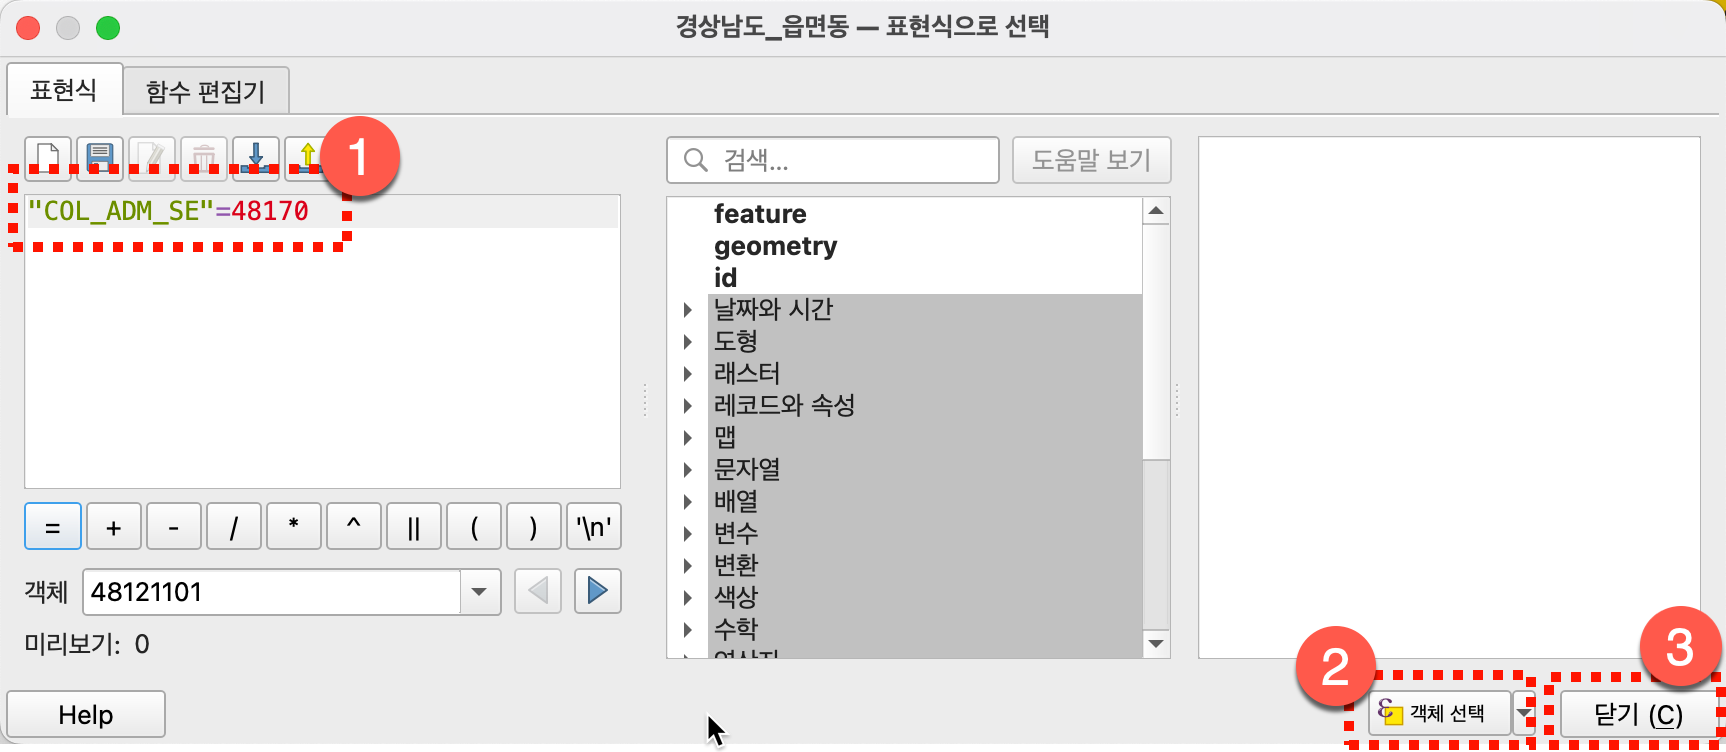 경상남도_읍면동 — 표현식으로 선택
표현식
함수 편집기
1
"COL_ADM_SE"=48170
= + - / * ^ || ( ) '\n'
객체 48121101
미리보기: 0
Help
검색...
도움말 보기
feature
geometry
id
날짜와 시간
도형
래스터
레코드와 속성
맵
문자열
배열
변수
변환
색상
수학
2
객체 선택
3
닫기 (C)